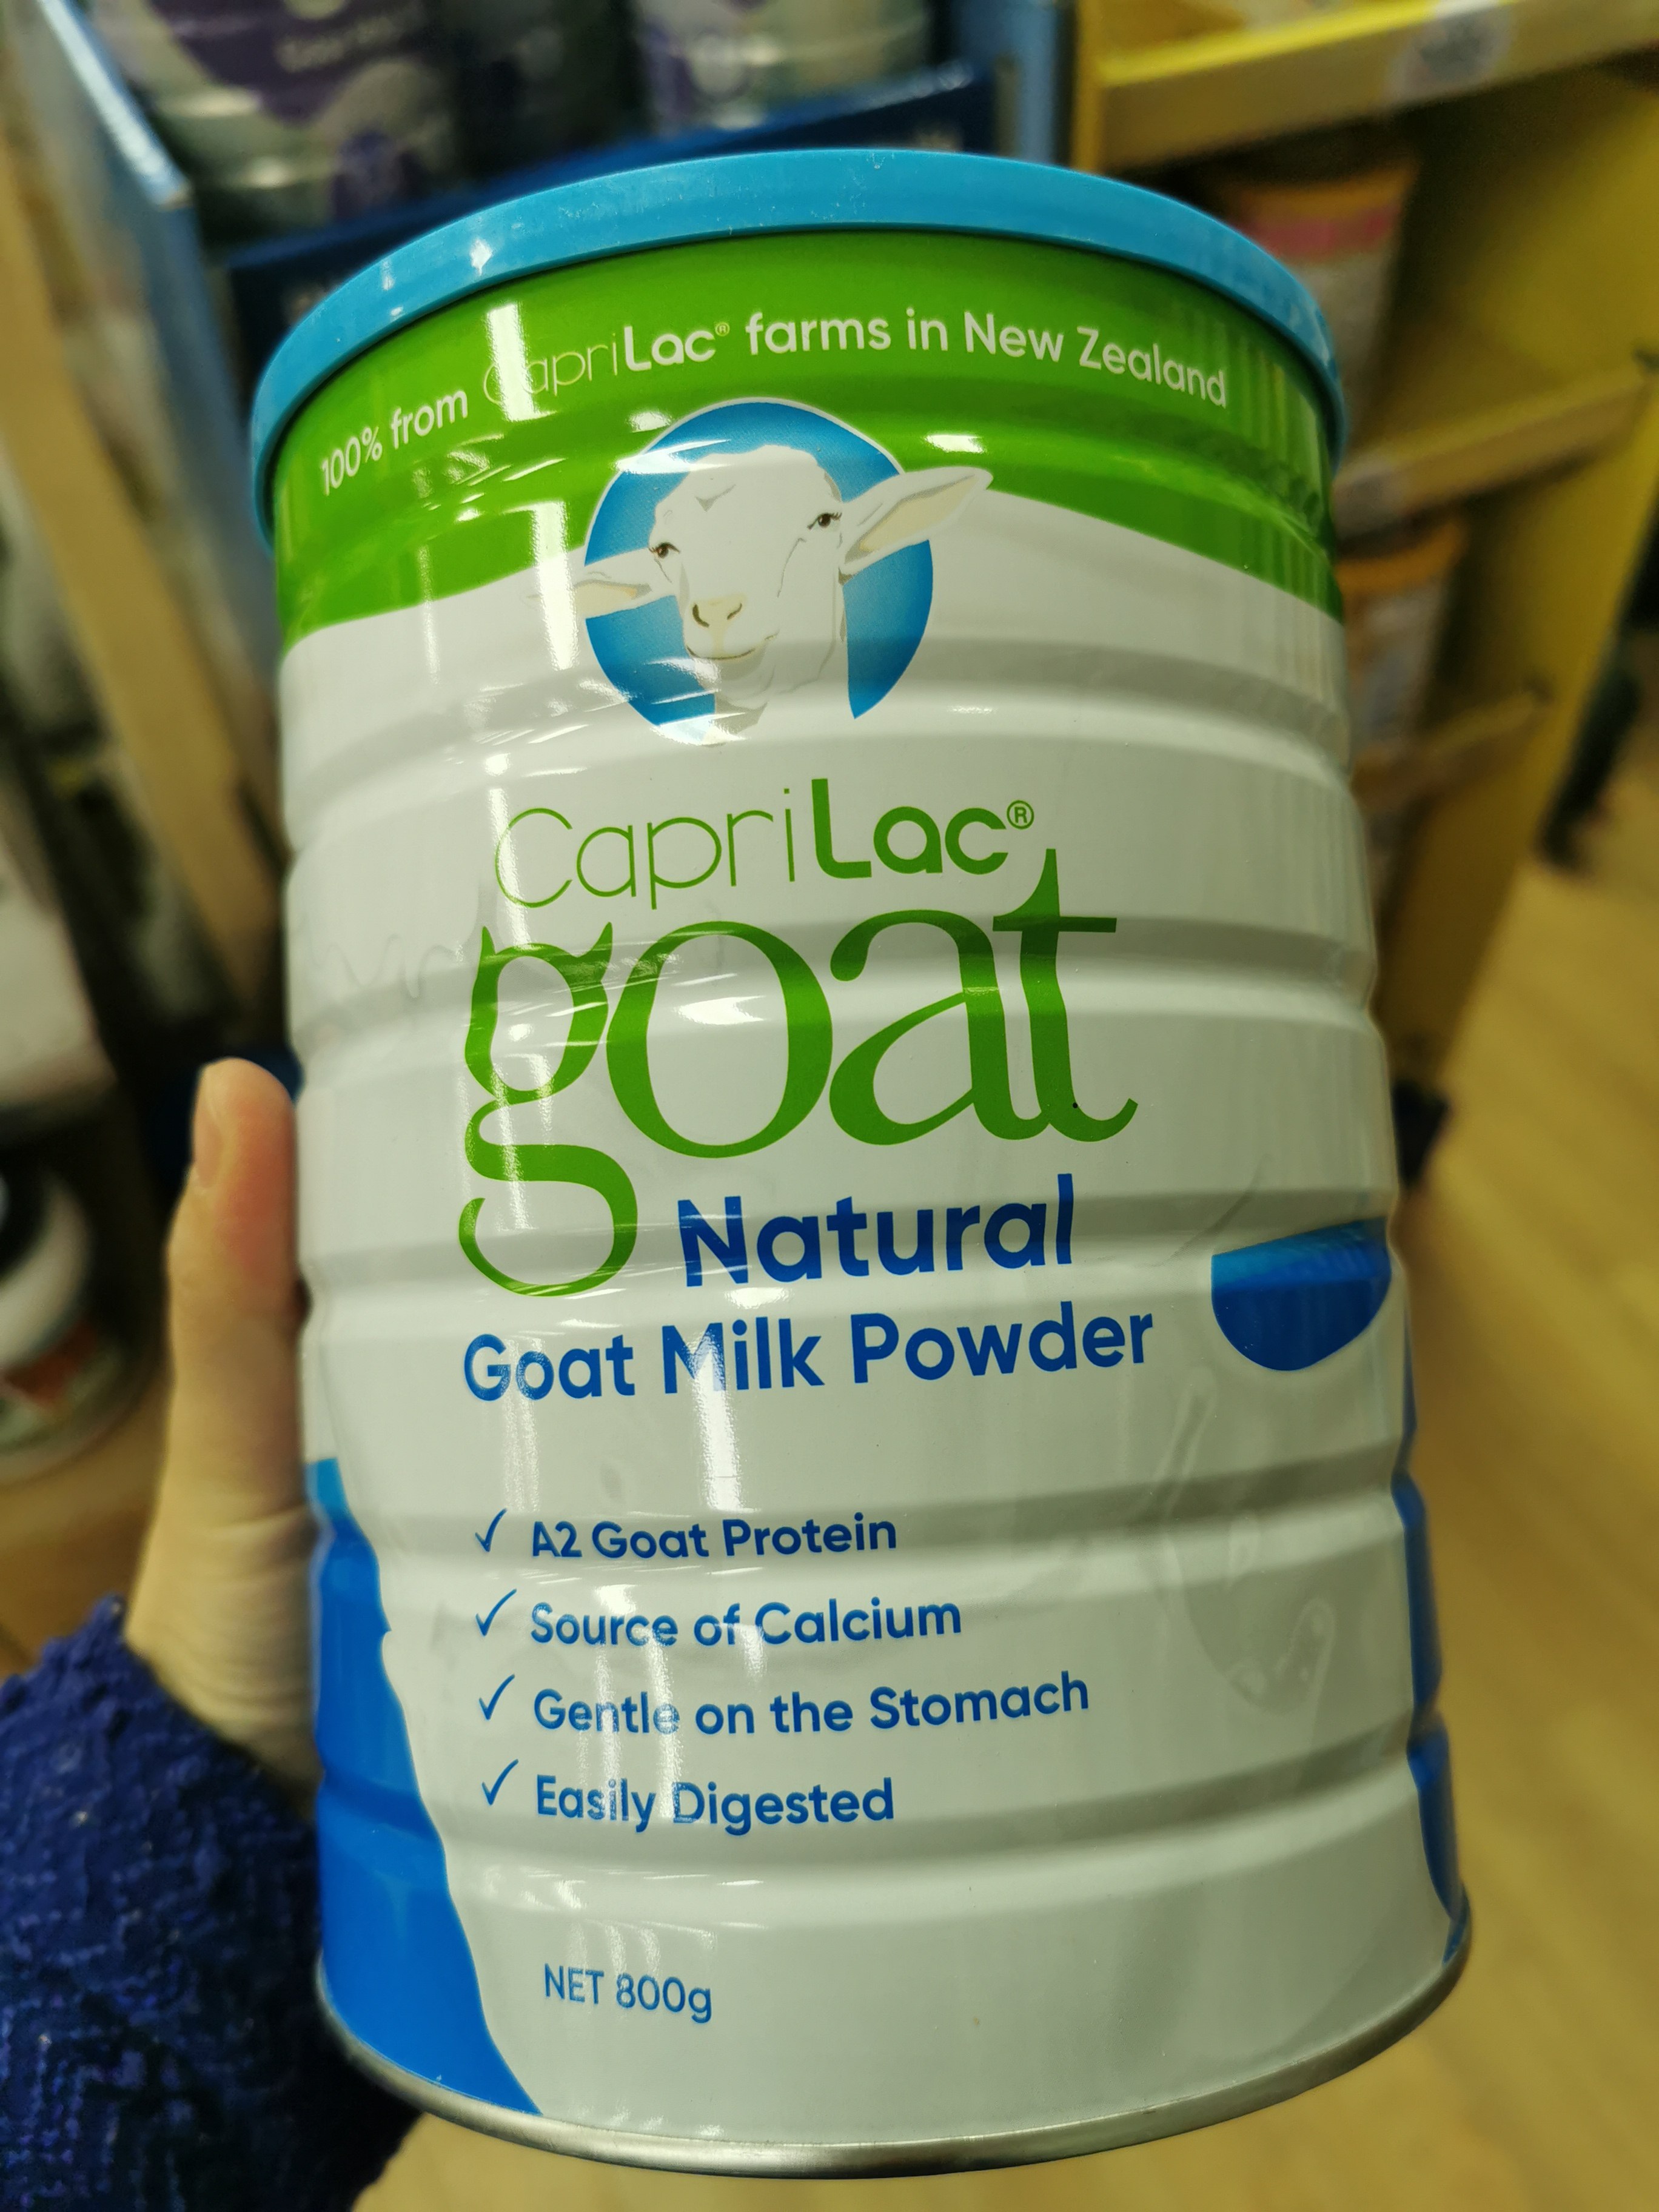 100% from CapriLac® farms in New Zealand
CapriLac®
goat
Natural
Goat Milk Powder
✓ A2 Goat Protein
✓ Source of Calcium
✓ Gentle on the Stomach
✓ Easily Digested
NET 800g